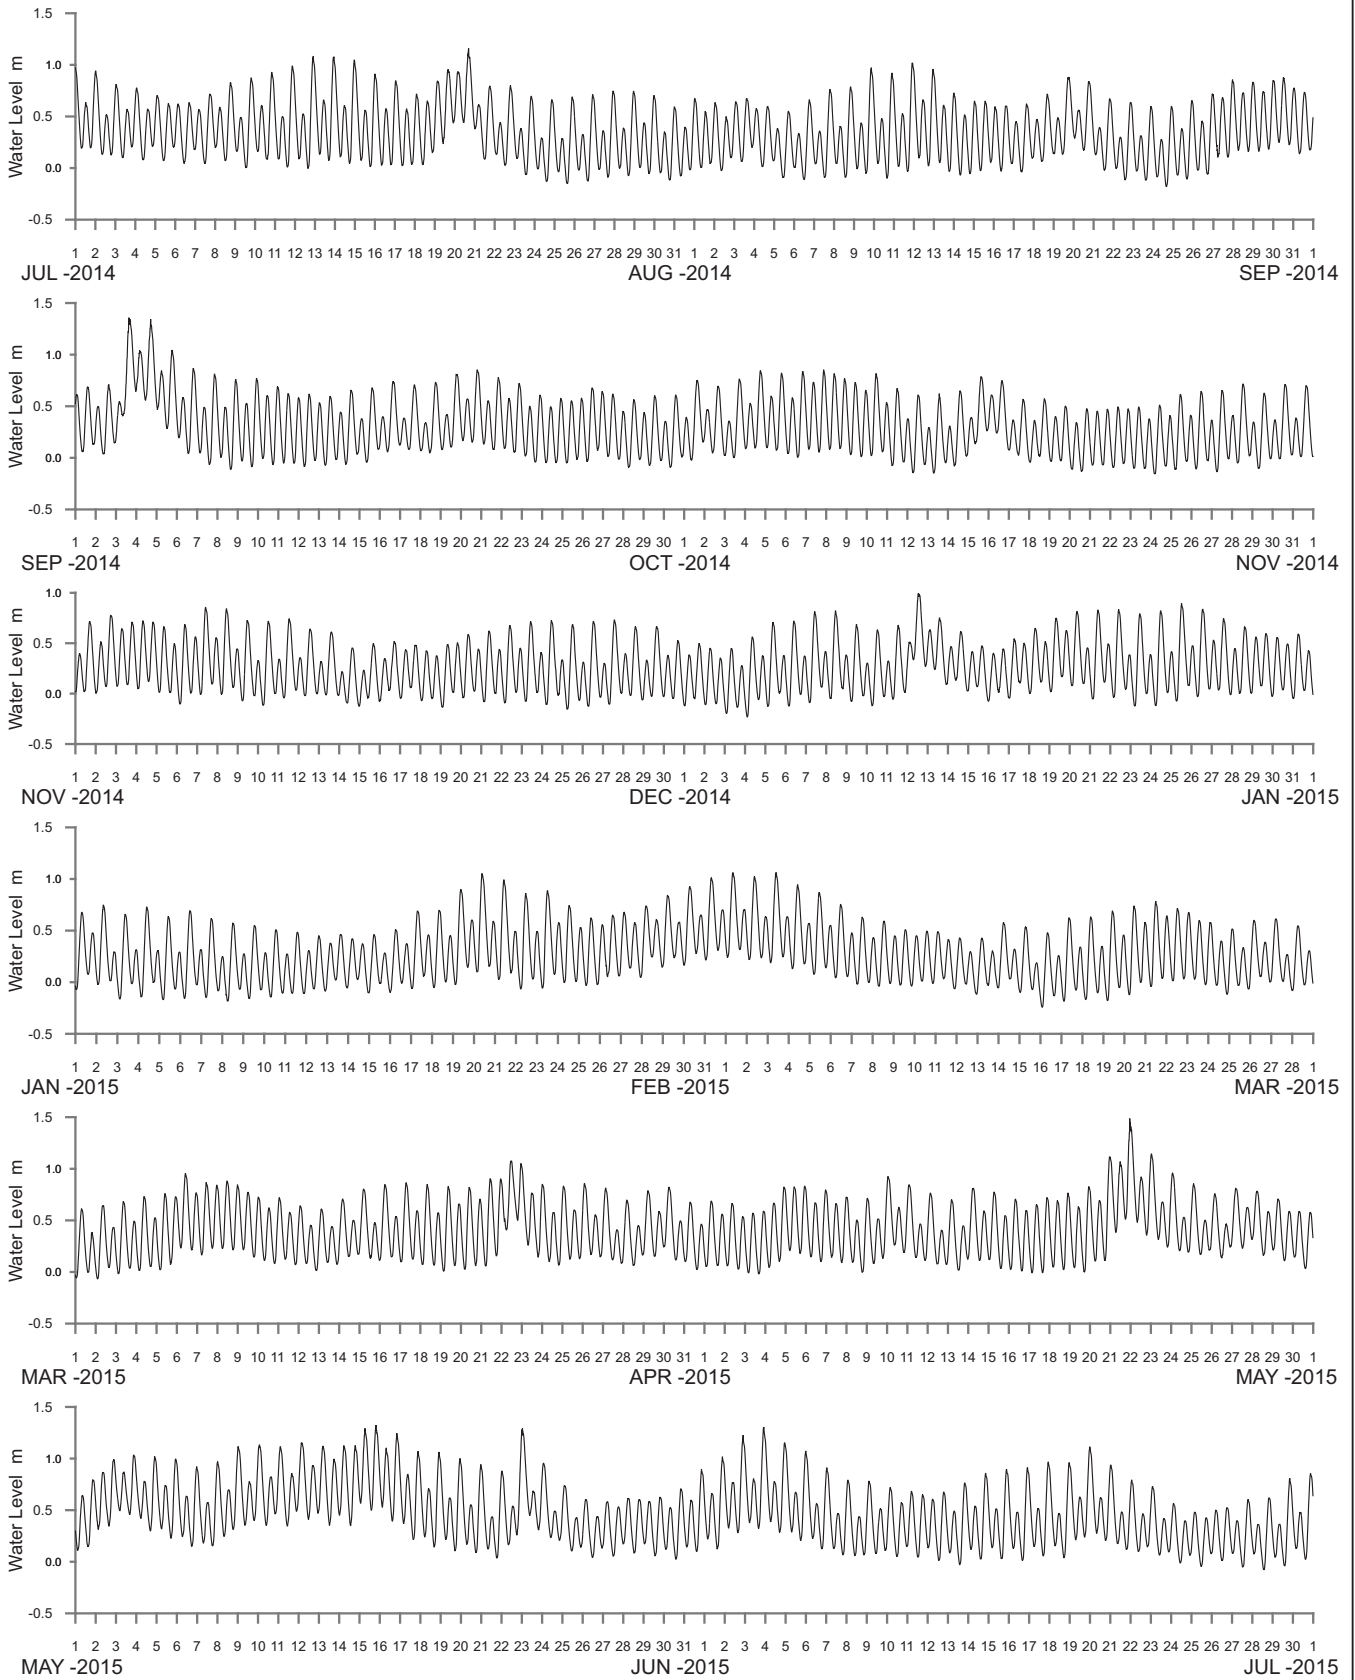 1.5
1.0
0.5
0.0
-0.5
Water Level m
1 2 3 4 5 6 7 8 9 10 11 12 13 14 15 16 17 18 19 20 21 22 23 24 25 26 27 28 29 30 31 1 2 3 4 5 6 7 8 9 10 11 12 13 14 15 16 17 18 19 20 21 22 23 24 25 26 27 28 29 30 31 1
JUL -2014 AUG -2014 SEP -2014
1.5
1.0
0.5
0.0
-0.5
Water Level m
1 2 3 4 5 6 7 8 9 10 11 12 13 14 15 16 17 18 19 20 21 22 23 24 25 26 27 28 29 30 1 2 3 4 5 6 7 8 9 10 11 12 13 14 15 16 17 18 19 20 21 22 23 24 25 26 27 28 29 30 31 1
SEP -2014 OCT -2014 NOV -2014
1.0
0.5
0.0
-0.5
Water Level m
1 2 3 4 5 6 7 8 9 10 11 12 13 14 15 16 17 18 19 20 21 22 23 24 25 26 27 28 29 30 1 2 3 4 5 6 7 8 9 10 11 12 13 14 15 16 17 18 19 20 21 22 23 24 25 26 27 28 29 30 31 1
NOV -2014 DEC -2014 JAN -2015
1.5
1.0
0.5
0.0
-0.5
Water Level m
1 2 3 4 5 6 7 8 9 10 11 12 13 14 15 16 17 18 19 20 21 22 23 24 25 26 27 28 29 30 31 1 2 3 4 5 6 7 8 9 10 11 12 13 14 15 16 17 18 19 20 21 22 23 24 25 26 27 28 1
JAN -2015 FEB -2015 MAR -2015
1.5
1.0
0.5
0.0
-0.5
Water Level m
1 2 3 4 5 6 7 8 9 10 11 12 13 14 15 16 17 18 19 20 21 22 23 24 25 26 27 28 29 30 31 1 2 3 4 5 6 7 8 9 10 11 12 13 14 15 16 17 18 19 20 21 22 23 24 25 26 27 28 29 30 1
MAR -2015 APR -2015 MAY -2015
1.5
1.0
0.5
0.0
-0.5
Water Level m
1 2 3 4 5 6 7 8 9 10 11 12 13 14 15 16 17 18 19 20 21 22 23 24 25 26 27 28 29 30 31 1 2 3 4 5 6 7 8 9 10 11 12 13 14 15 16 17 18 19 20 21 22 23 24 25 26 27 28 29 30 1
MAY -2015 JUN -2015 JUL -2015